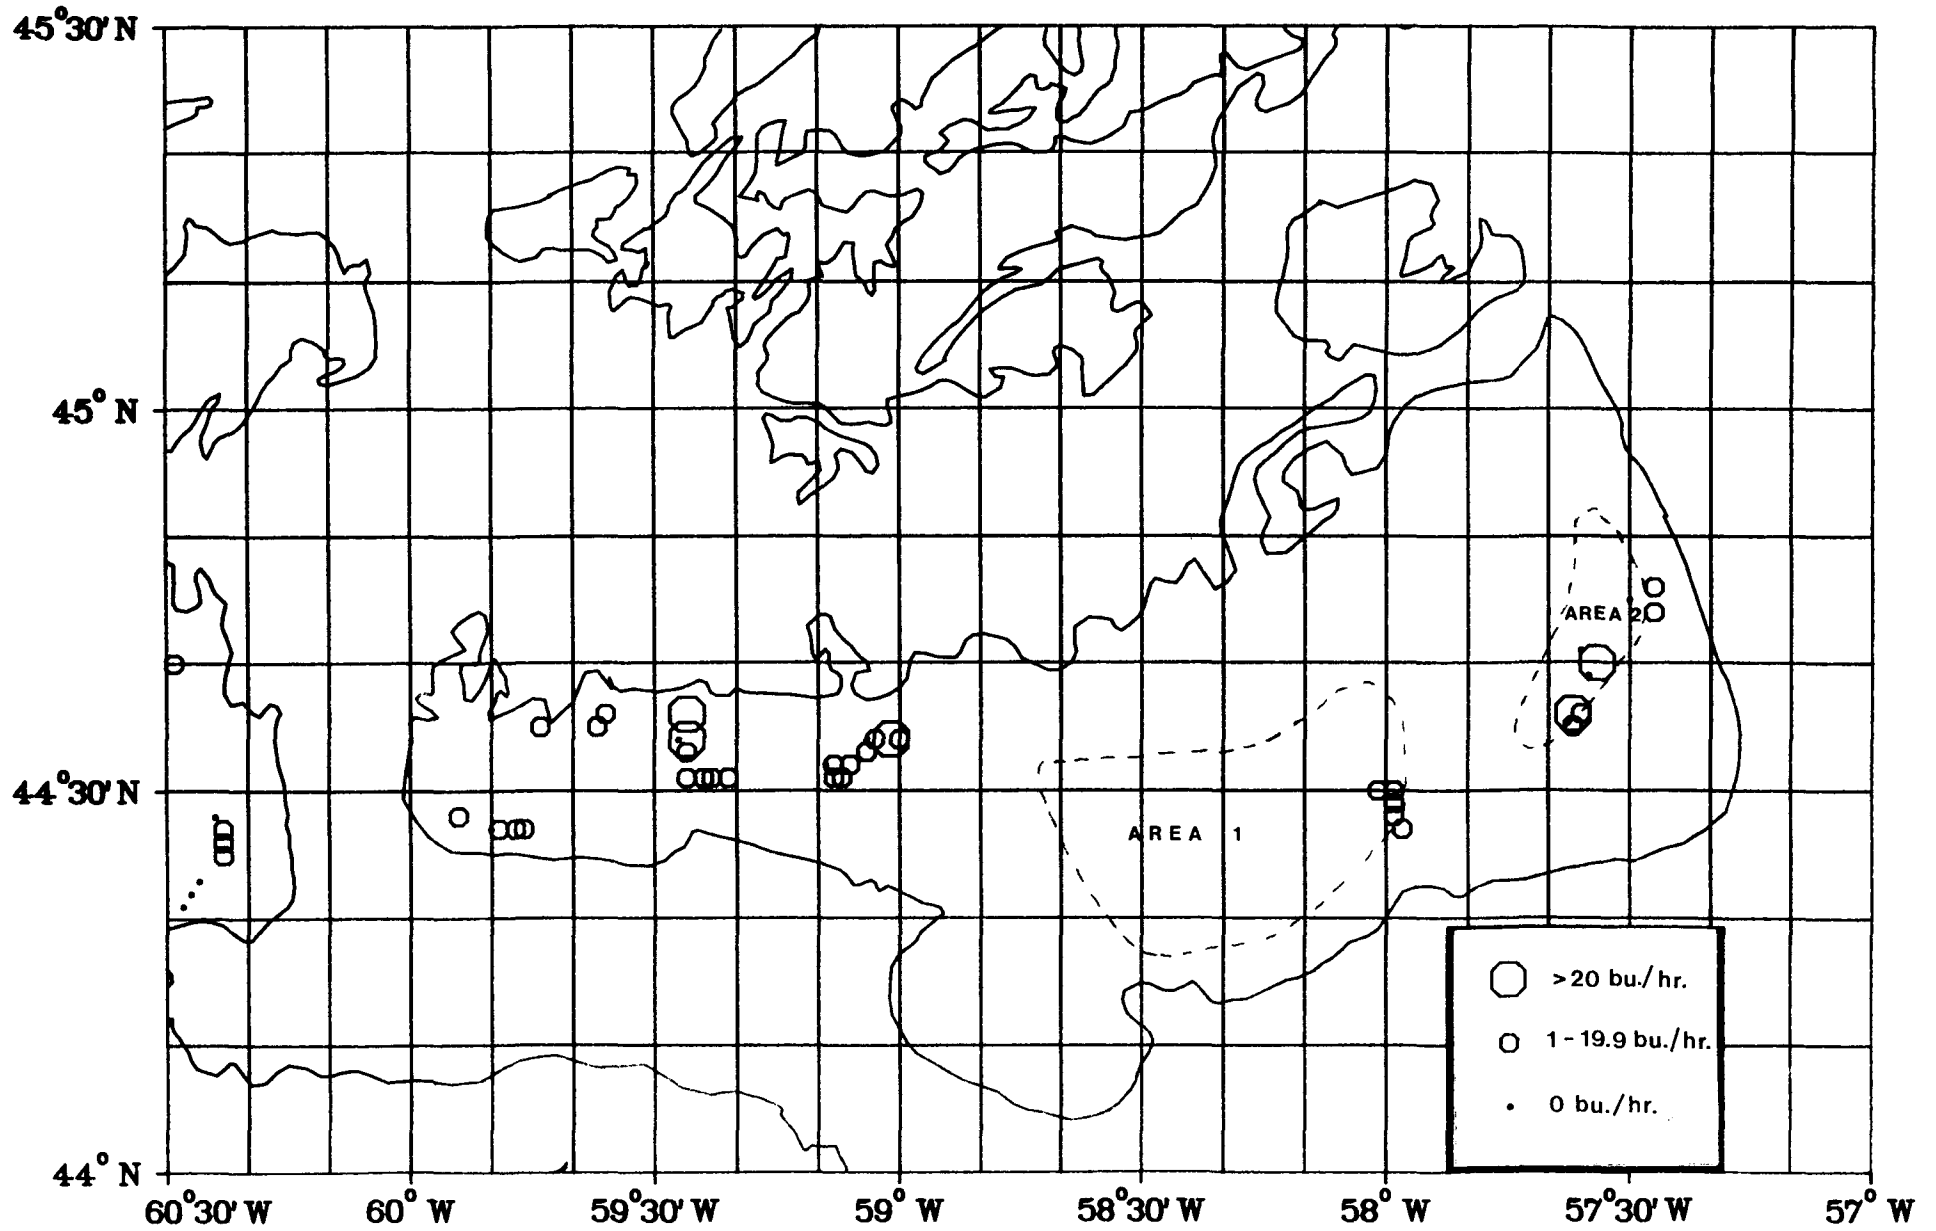 45°30' N
45° N
AREA 2
44°30' N
AREA 1
>20 bu./hr.
1-19.9 bu./hr.
0 bu./hr.
44° N
60°30' W 60° W 59°30' W 59° W 58°30' W 58° W 57°30' W 57° W